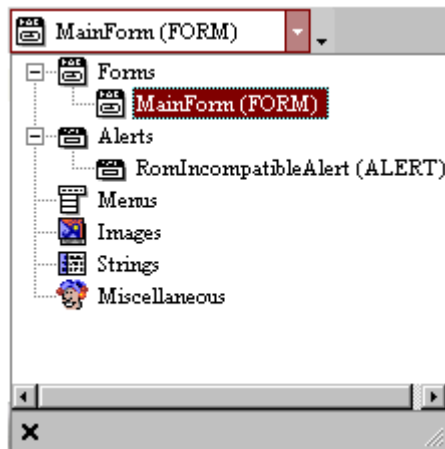 MainForm (FORM)
Forms
MainForm (FORM)
Alerts
RomIncompatibleAlert (ALERT)
Menus
Images
Strings
Miscellaneous